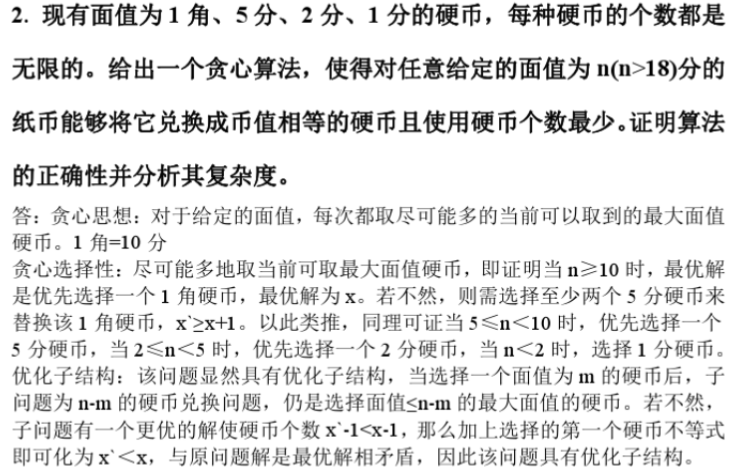 2. 现有面值为 1 角、5 分、2 分、1 分的硬币，每种硬币的个数都是
无限的。给出一个贪心算法，使得对任意给定的面值为 n(n>18)分的
纸币能够将它兑换成币值相等的硬币且使用硬币个数最少。证明算法
的正确性并分析其复杂度。
答：贪心思想：对于给定的面值，每次都取尽可能多的当前可以取到的最大面值
硬币。1 角=10 分
贪心选择性：尽可能多地取当前可取最大面值硬币，即证明当 n≥10 时，最优解
是优先选择一个 1 角硬币，最优解为 x。若不然，则需选择至少两个 5 分硬币来
替换该 1 角硬币，x`≥x+1。以此类推，同理可证当 5≤n＜10 时，优先选择一个
5 分硬币，当 2≤n＜5 时，优先选择一个 2 分硬币，当 n＜2 时，选择 1 分硬币。
优化子结构：该问题显然具有优化子结构，当选择一个面值为 m 的硬币后，子
问题为 n-m 的硬币兑换问题，仍是选择面值≤n-m 的最大面值的硬币。若不然，
子问题有一个更优的解使硬币个数 x`-1<x-1，那么加上选择的第一个硬币不等式
即可化为 x`＜x，与原问题解是最优解相矛盾，因此该问题具有优化子结构。